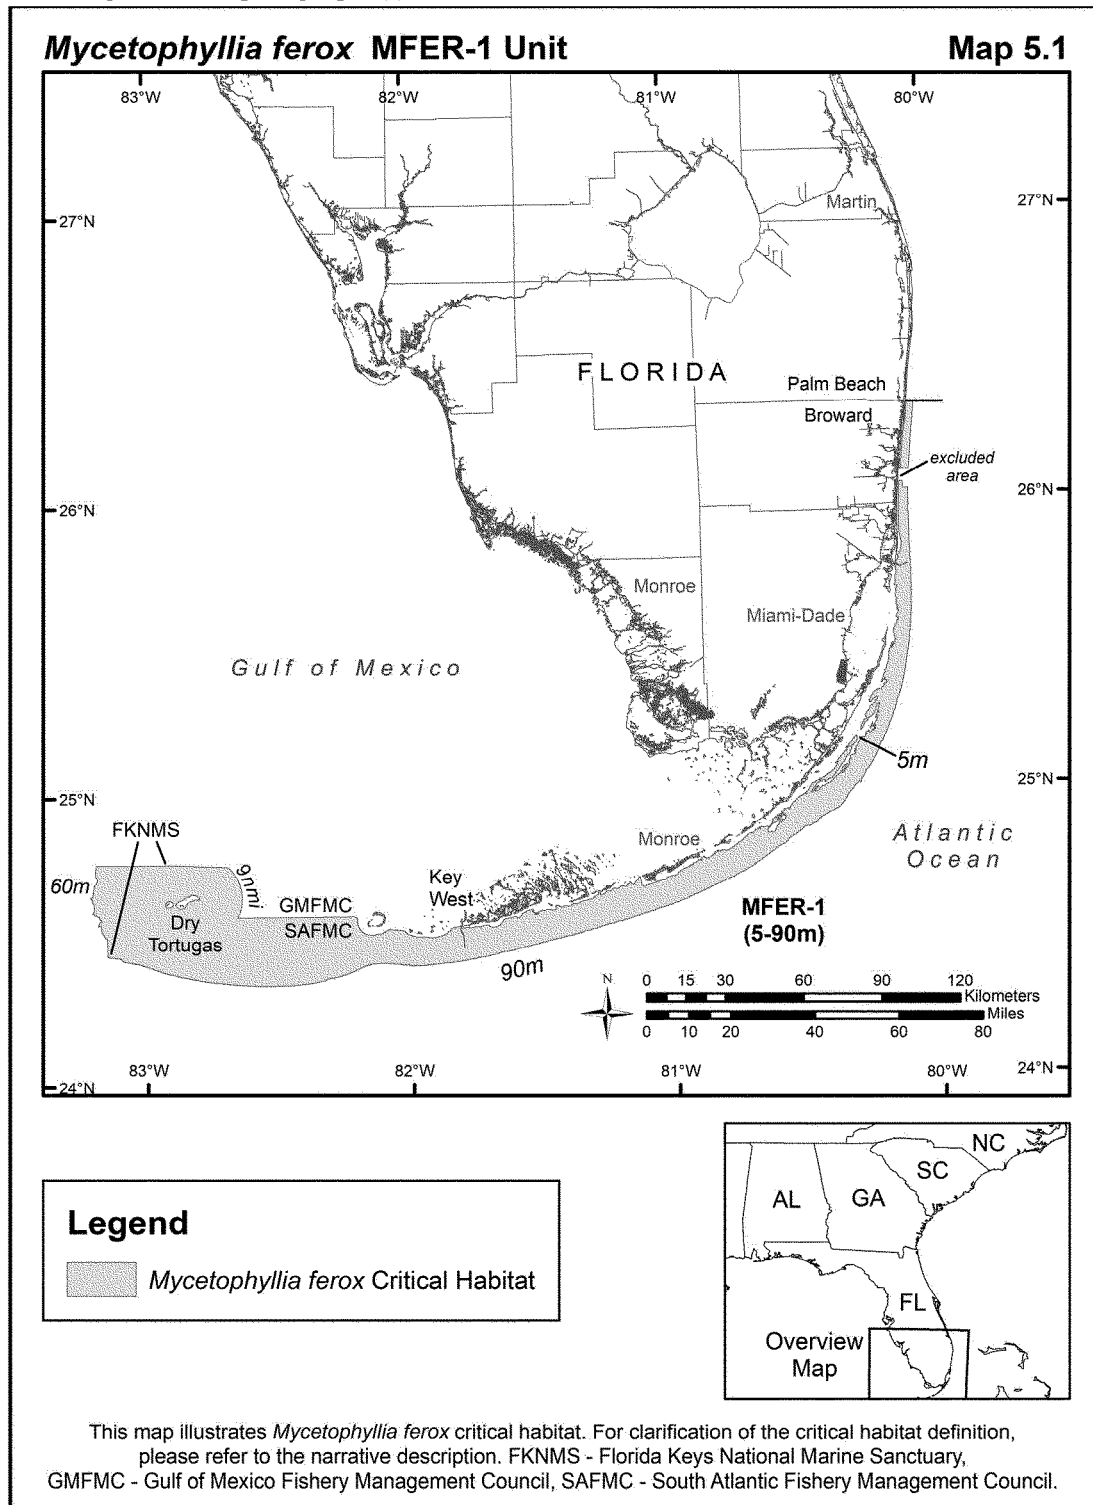 Mycetophyllia ferox MFER-1 Unit
Map 5.1
83°W
82°W
81°W
80°W
27°N
27°N
Martin
FLORIDA
Palm Beach
Broward
excluded
area
26°N
26°N
Monroe
Miami-Dade
Gulf of Mexico
5m
25°N
25°N
FKNMS
Monroe
Atlantic
Ocean
60m
9nmi
Key
West
GMFMC
SAFMC
Dry
Tortugas
MFER-1
(5-90m)
90m
N
0 15 30 60 90 120
Kilometers
Miles
0 10 20 40 60 80
83°W
82°W
81°W
80°W
24°N
24°N
NC
SC
AL
GA
FL
Overview
Map
Legend
Mycetophyllia ferox Critical Habitat
This map illustrates Mycetophyllia ferox critical habitat. For clarification of the critical habitat definition,
please refer to the narrative description. FKNMS - Florida Keys National Marine Sanctuary,
GMFMC - Gulf of Mexico Fishery Management Council, SAFMC - South Atlantic Fishery Management Council.